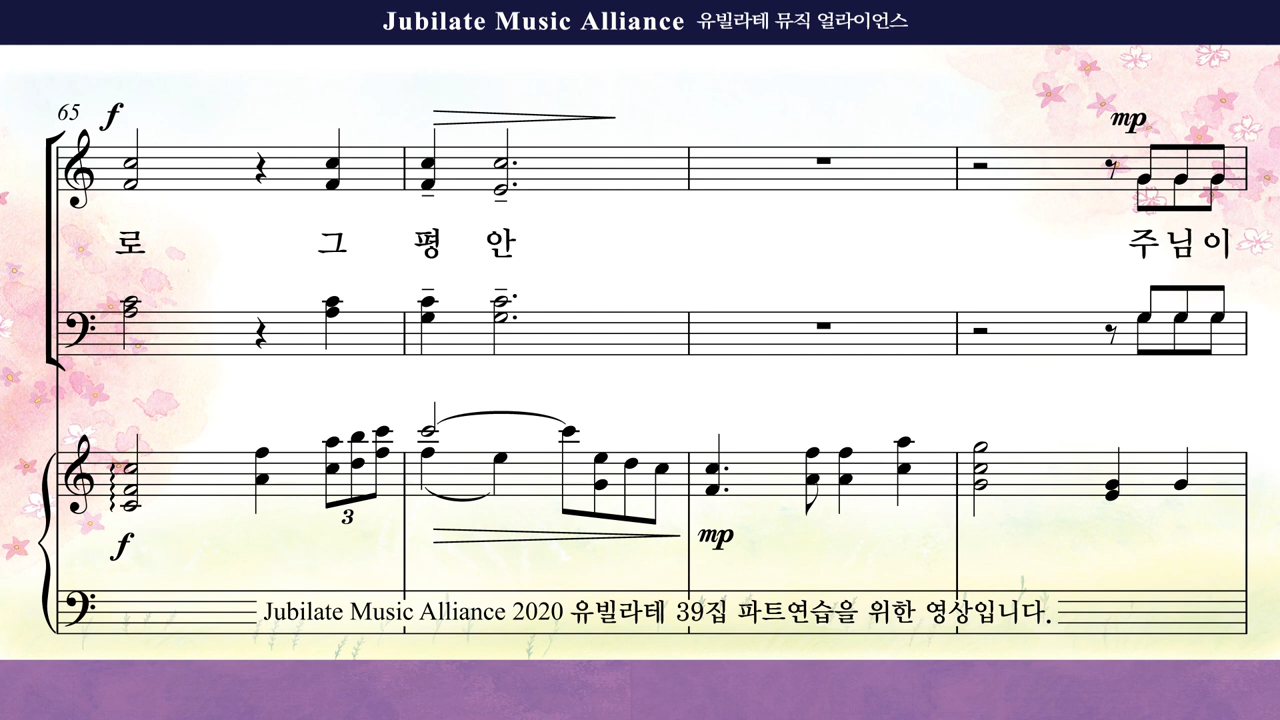 Jubilate Music Alliance 유빌라테 뮤직 얼라이언스
65 f
mp
로 그 평 안 주 님 이
3
f mp
Jubilate Music Alliance 2020 유빌라테 39집 파트연습을 위한 영상입니다.